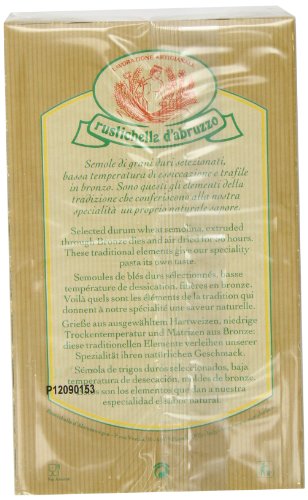 LAVORAZIONE ARTIGIANALE
rustichella d'abruzzo
Semole di grani duri selezionati,
bassa temperatura di essiccazione e trafile
in bronzo. Sono questi gli elementi della
tradizione che conferiscono alla nostra
specialità un proprio naturale sapore.
Selected durum wheat semolina, extruded
through Bronze dies and air dried for 56 hours.
These traditional elements give our speciality
pasta its own taste.
Semoules de blés durs sélectionnés, basse
température de dessication, filières en bronze.
Voilà quels sont les éléments de la tradition qui
donnent à notre spécialité une saveur naturelle.
Grieße aus ausgewählten Hartweizen, niedrige
Trockentemperatur und Matrizen aus Bronze:
diese traditionellen Elemente verleihen unserer
Spezialität ihren natürlichen Geschmack.
Sémola de trigos duros seleccionados, baja
temperatura de desecación, moldes de bronze.
Estos son los elementos que dan a nuestra
especialidad el sabor natural.
P12090153